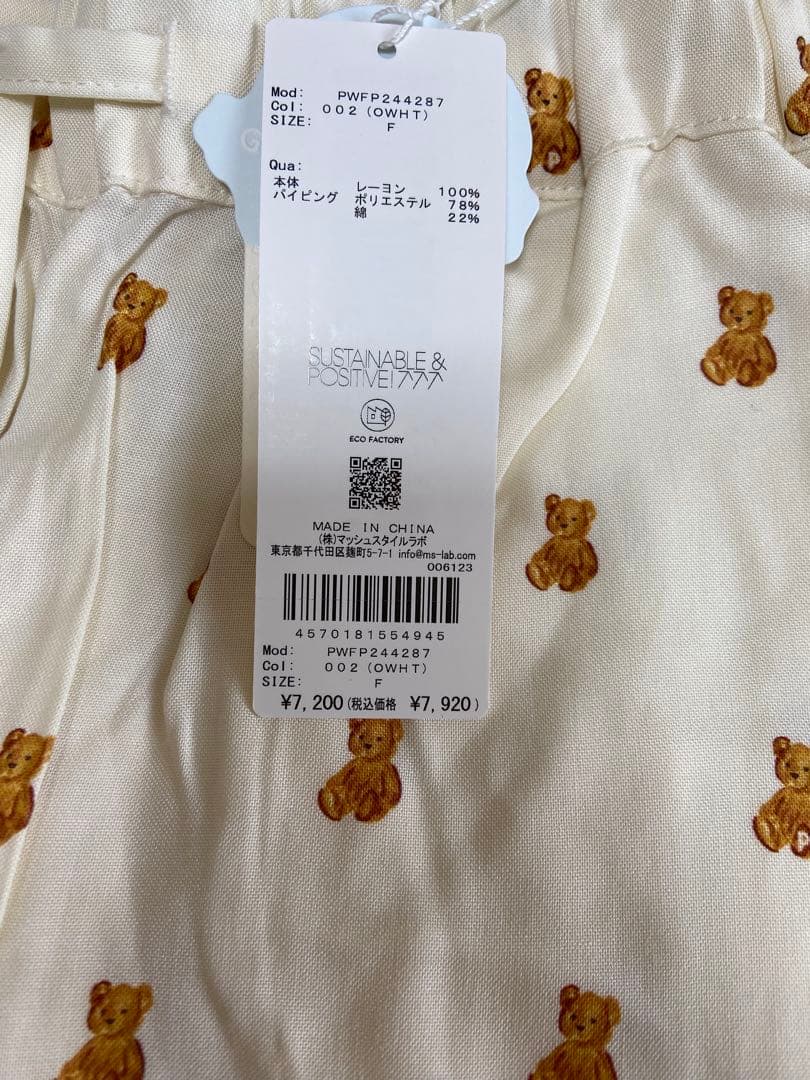 Mod: PWFP244287
Col: 002 (OWHT)
SIZE: F
Qua:
本体 レーヨン 100%
パイピング ポリエステル 78%
綿 22%
SUSTAINABLE &
POSITIVE!
ECO FACTORY
MADE IN CHINA
(株)マッシュスタイルラボ
東京都千代田区麹町5-7-1 info@ms-lab.com
006123
4570181554945
Mod: PWFP244287
Col: 002 (OWHT)
SIZE: F
¥7,200(税込価格 ¥7,920)